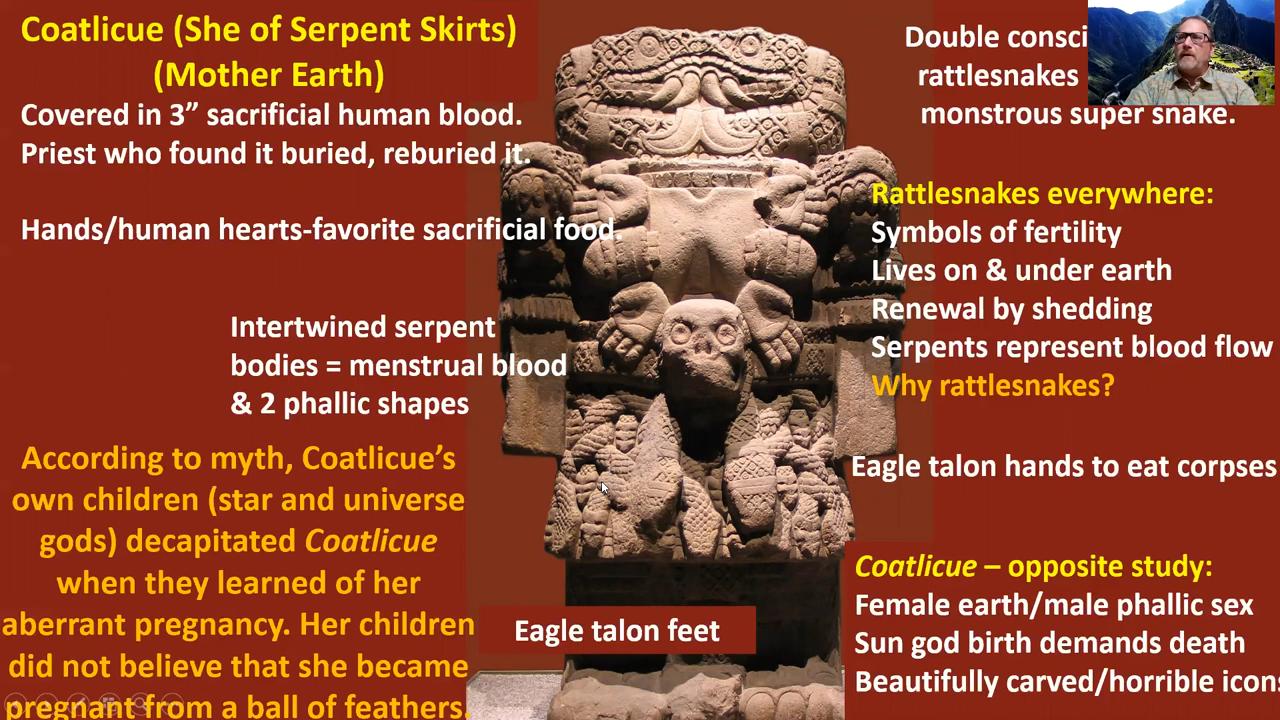 Coatlicue (She of Serpent Skirts)
(Mother Earth)
Covered in 3” sacrificial human blood.
Priest who found it buried, reburied it.
Hands/human hearts-favorite sacrificial food.
Intertwined serpent
bodies = menstrual blood
& 2 phallic shapes
According to myth, Coatlicue’s
own children (star and universe
gods) decapitated Coatlicue
when they learned of her
aberrant pregnancy. Her children
did not believe that she became
pregnant from a ball of feathers.
Eagle talon feet
Double consci
rattlesnakes
monstrous super snake.
Rattlesnakes everywhere:
Symbols of fertility
Lives on & under earth
Renewal by shedding
Serpents represent blood flow
Why rattlesnakes?
Eagle talon hands to eat corpses
Coatlicue – opposite study:
Female earth/male phallic sex
Sun god birth demands death
Beautifully carved/horrible icons